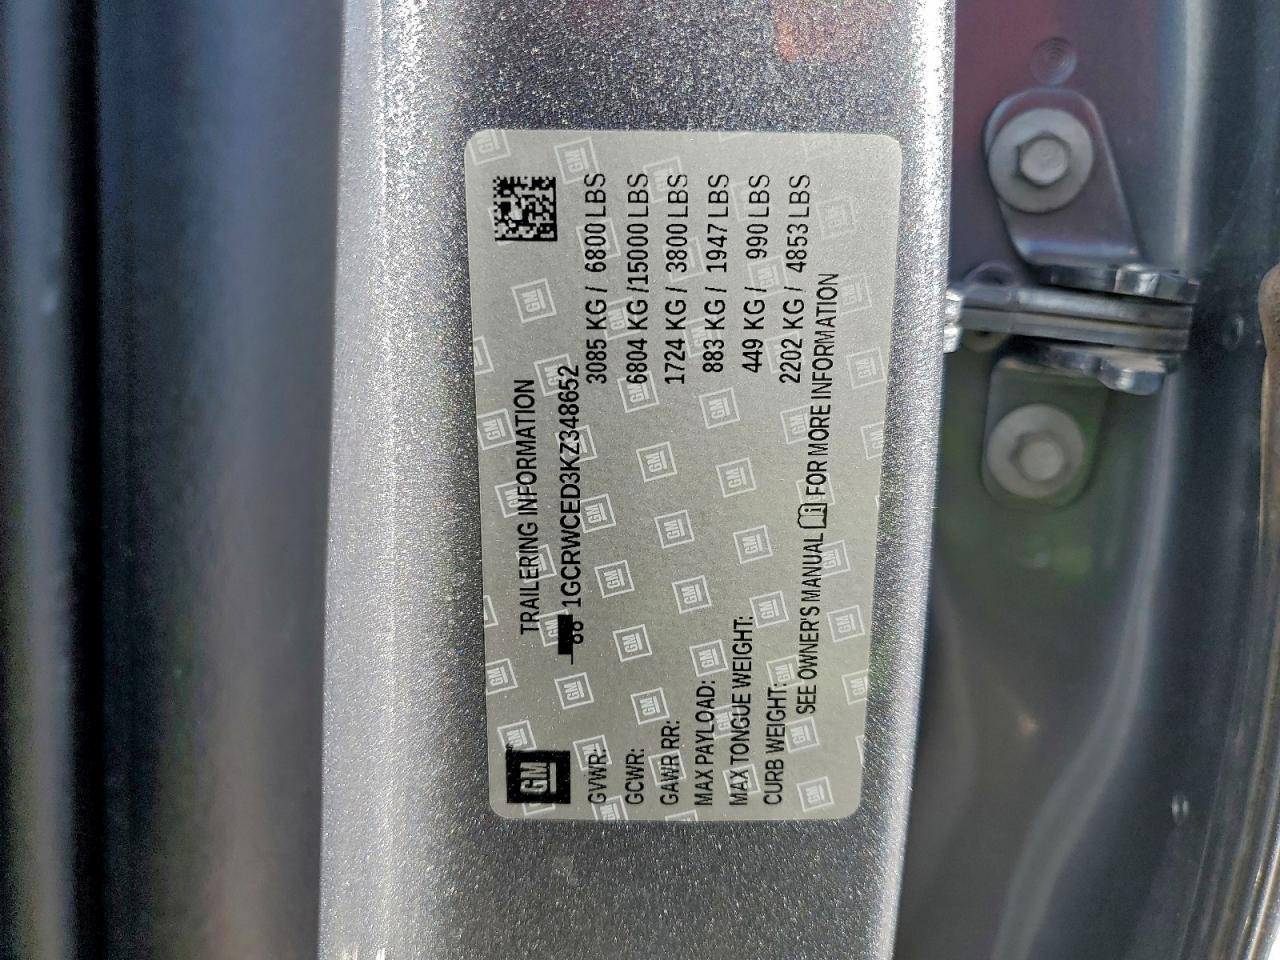 GM
TRAILERING INFORMATION
1GCRWCED3KZ348652
GVWR: 3085 KG / 6800 LBS
GCWR: 6804 KG /15000 LBS
GAWR RR: 1724 KG / 3800 LBS
MAX PAYLOAD: 883 KG / 1947 LBS
MAX TONGUE WEIGHT: 449 KG / 990 LBS
CURB WEIGHT: 2202 KG / 4853 LBS
SEE OWNER'S MANUAL FOR MORE INFORMATION